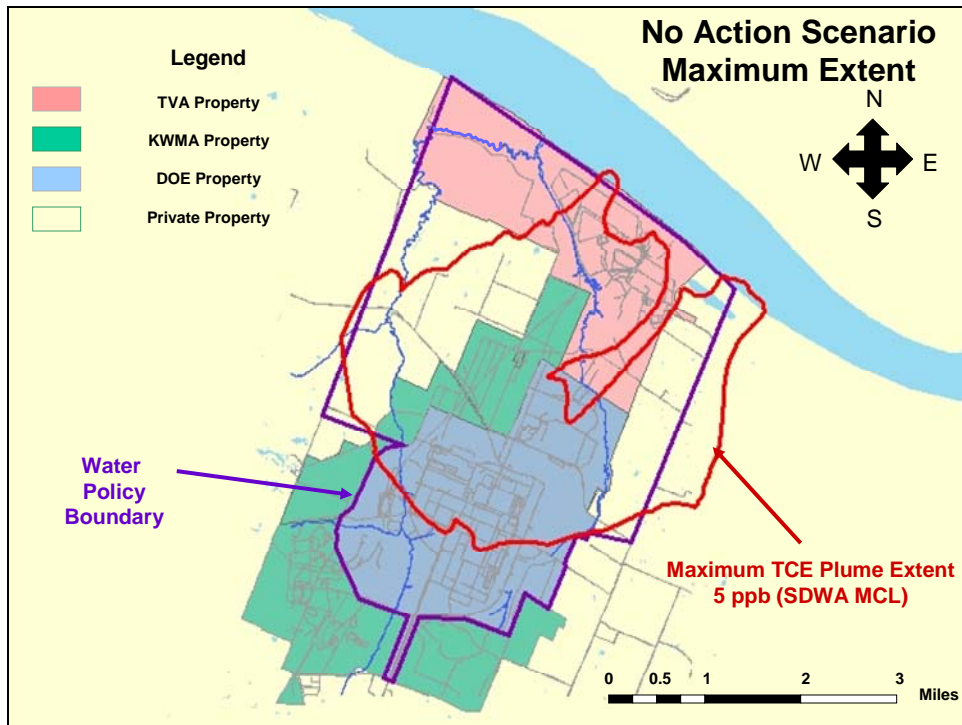 No Action Scenario
Maximum Extent
Legend
TVA Property
KWMA Property
DOE Property
Private Property
N
W E
S
Water
Policy
Boundary
Maximum TCE Plume Extent
5 ppb (SDWA MCL)
0 0.5 1 2 3
Miles